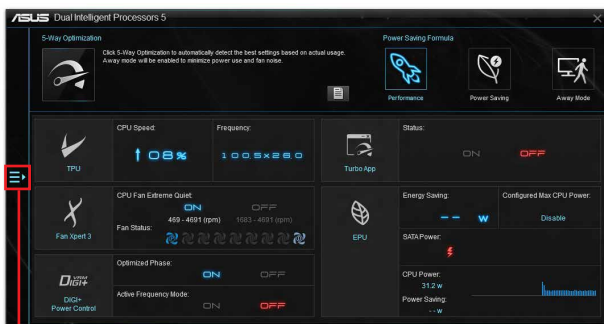 ASUS Dual Intelligent Processors 5
5-Way Optimization
Click 5-Way Optimization to automatically detect the best settings based on actual usage.
Away mode will be enabled to minimize power use and fan noise.
Power Saving Formula
Performance
Power Saving
Away Mode
TPU
CPU Speed:
↑ 08%
Frequency:
100.5x28.0
Turbo App
Status:
ON OFF
Fan Xpert 3
CPU Fan Extreme Quiet:
ON OFF
469 - 4691 (rpm) 1683 - 4691 (rpm)
Fan Status:
EPU
Energy Saving:
-- W
Configured Max CPU Power:
Disable
SATA Power:
CPU Power:
31.2 w
Power Saving:
-- w
DIGI+ VRM
DIGI+
Power Control
Optimized Phase:
ON OFF
Active Frequency Mode:
ON OFF